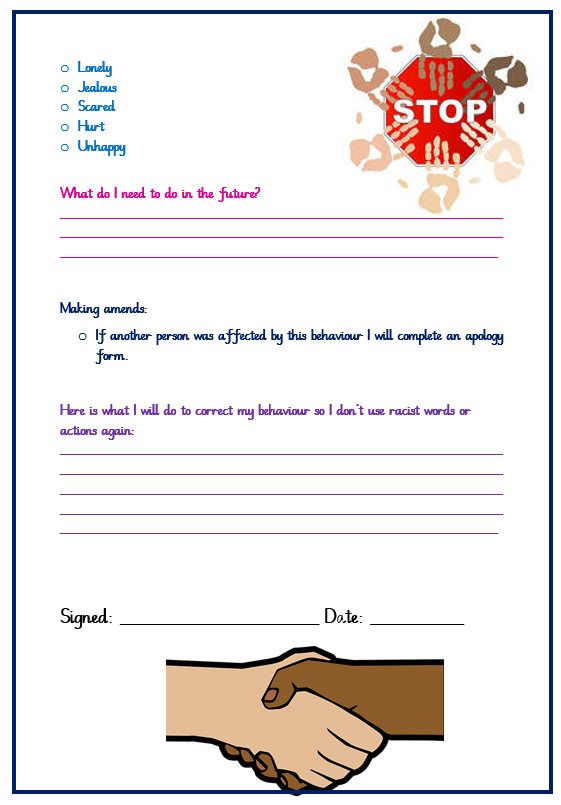 Lonely
Jealous
Scared
Hurt
Unhappy
STOP
What do I need to do in the future?
Making amends:
If another person was affected by this behaviour I will complete an apology
form.
Here is what I will do to correct my behaviour so I don't use racist words or
actions again:
Signed: ____________________ Date: __________